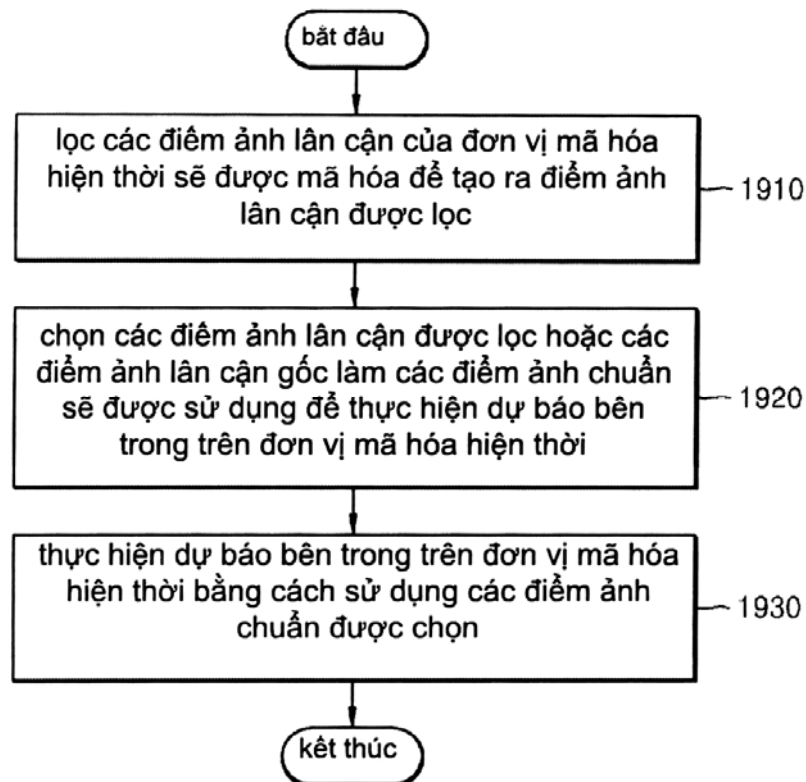 bắt đầu
lọc các điểm ảnh lân cận của đơn vị mã hóa
hiện thời sẽ được mã hóa để tạo ra điểm ảnh
lân cận được lọc
1910
chọn các điểm ảnh lân cận được lọc hoặc các
điểm ảnh lân cận gốc làm các điểm ảnh chuẩn
sẽ được sử dụng để thực hiện dự báo bên
trong trên đơn vị mã hóa hiện thời
1920
thực hiện dự báo bên trong trên đơn vị mã hóa
hiện thời bằng cách sử dụng các điểm ảnh
chuẩn được chọn
1930
kết thúc